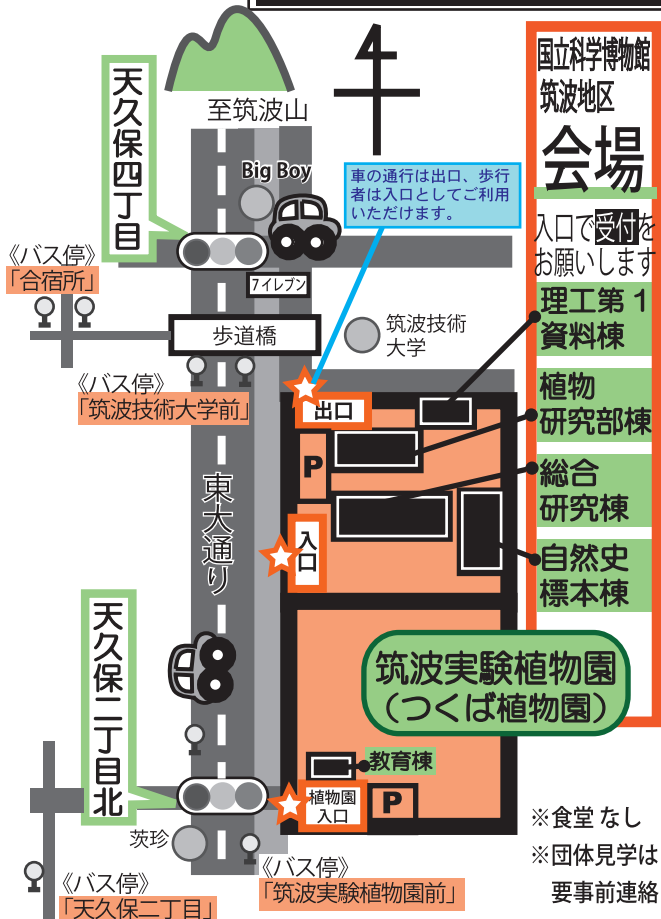 至筑波山
天久保四丁目
Big Boy
車の通行は出口、歩行
者は入口としてご利用
いただけます。
国立科学博物館
筑波地区
会場
入口で受付を
お願いします
《バス停》
「合宿所」
7イレブン
歩道橋
筑波技術
大学
《バス停》
「筑波技術大学前」
出口
P
入口
理工第1
資料棟
植物
研究部棟
総合
研究棟
自然史
標本棟
東大通り
筑波実験植物園
（つくば植物園）
天久保二丁目北
教育棟
植物園
入口
P
茨珍
《バス停》
「筑波実験植物園前」
《バス停》
「天久保二丁目」
※食堂 なし
※団体見学は
要事前連絡